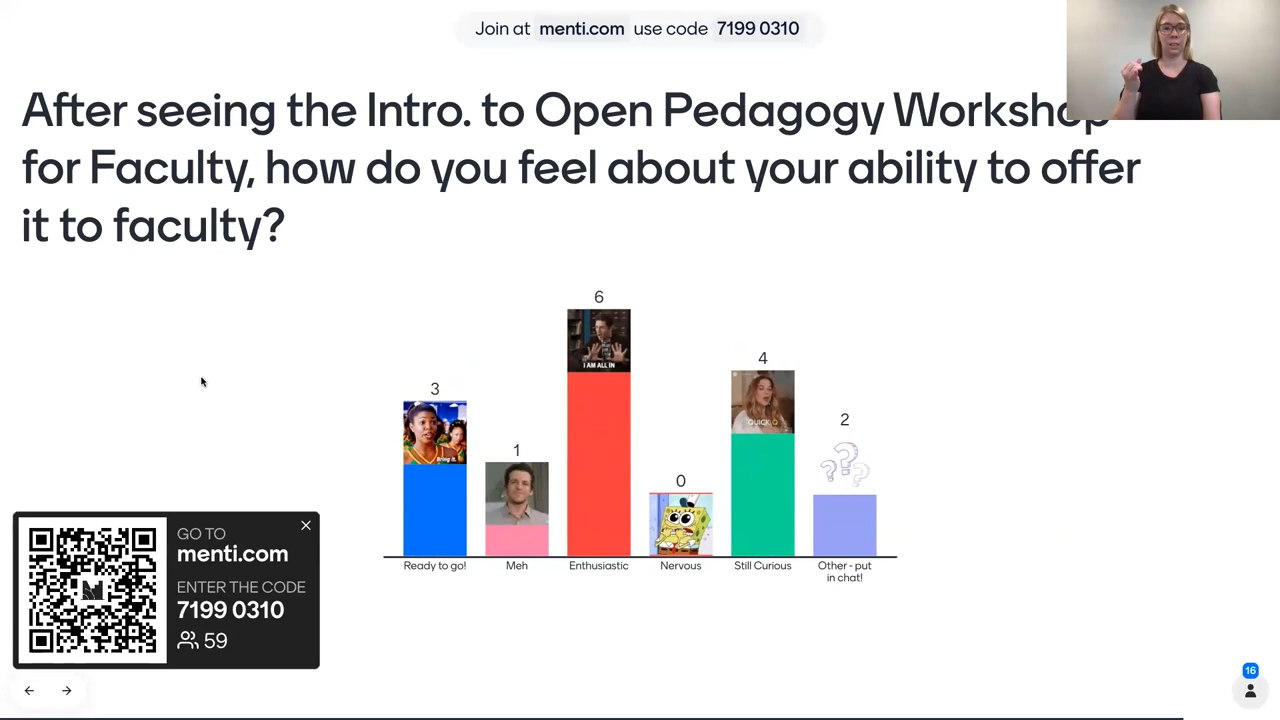 Join at menti.com use code 7199 0310
After seeing the Intro. to Open Pedagogy Workshop
for Faculty, how do you feel about your ability to offer
it to faculty?
6
I AM ALL IN
4
QUICK Q
3
Bring it.
2
1
0
Ready to go!
Meh
Enthusiastic
Nervous
Still Curious
Other - put
in chat!
GO TO
menti.com
ENTER THE CODE
7199 0310
59
16